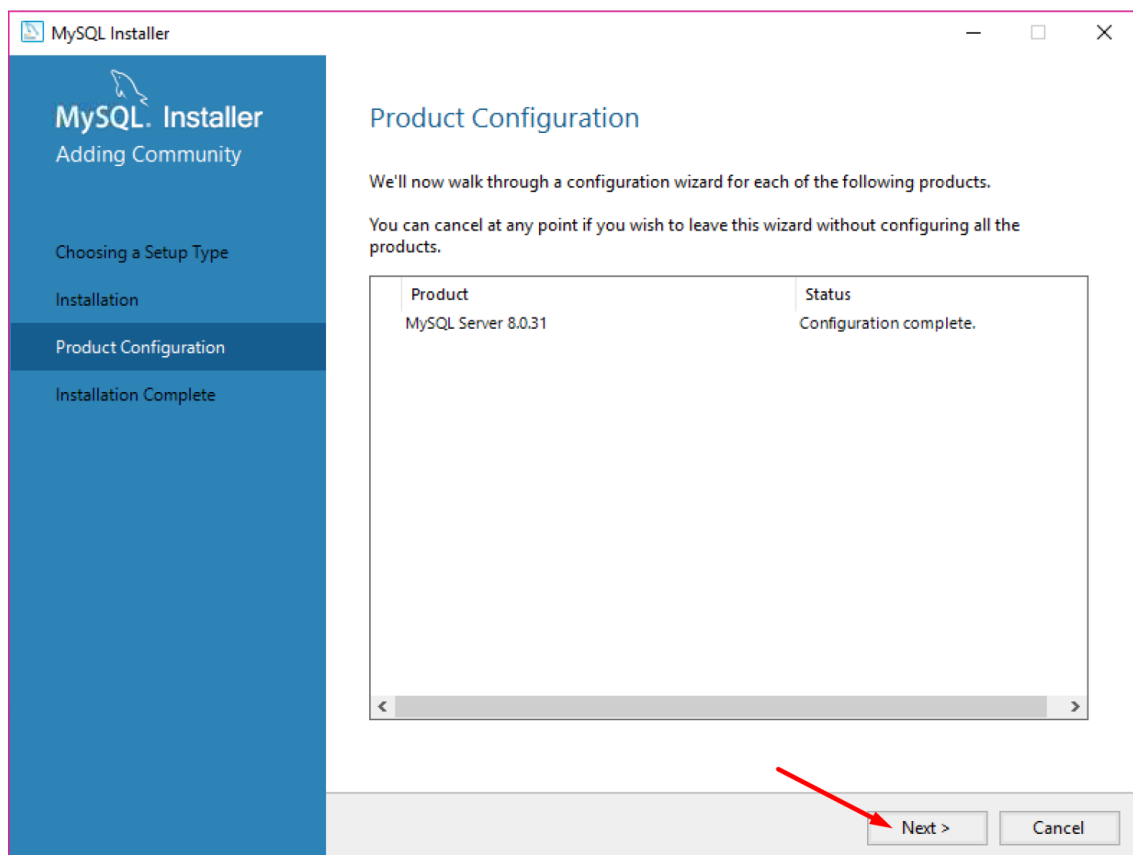 MySQL Installer
MySQL. Installer
Adding Community
Choosing a Setup Type
Installation
Product Configuration
Installation Complete
Product Configuration
We'll now walk through a configuration wizard for each of the following products.
You can cancel at any point if you wish to leave this wizard without configuring all the
products.
Product Status
MySQL Server 8.0.31 Configuration complete.
Next > Cancel